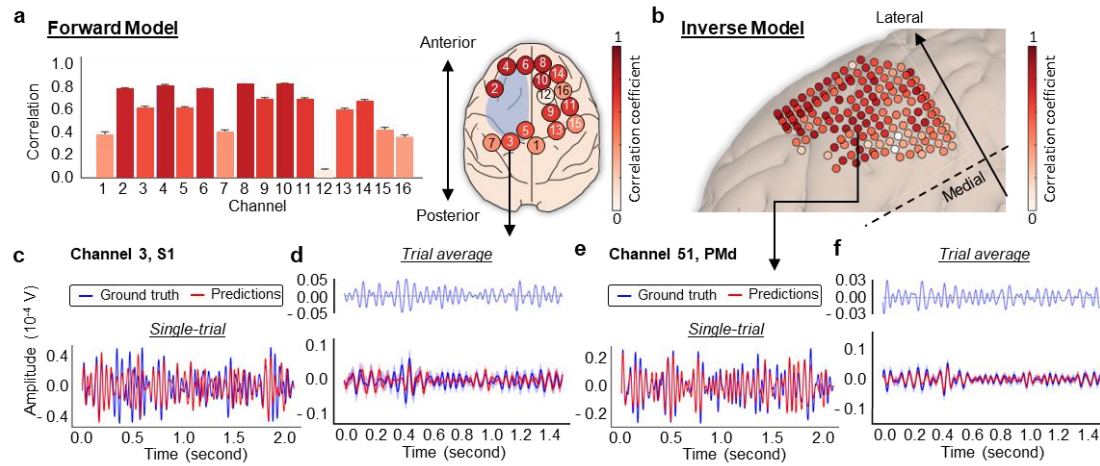 a
Forward Model
Correlation
1.0
0.8
0.6
0.4
0.2
0.0
1 2 3 4 5 6 7 8 9 10 11 12 13 14 15 16
Channel
Anterior
Posterior
4 6 8 14
2 10 12 16
9 11
5 13 15
7 3 1
1
Correlation coefficient
0
b
Inverse Model
Lateral
Medial
1
Correlation coefficient
0
c
Channel 3, S1
Ground truth Predictions
Single-trial
Amplitude (10⁻⁴ V)
0.4
0.0
- 0.4
0.0 0.5 1.0 1.5 2.0
Time (second)
d
Trial average
0.05
0.00
- 0.05
0.1
0.0
- 0.1
0.0 0.2 0.4 0.6 0.8 1.0 1.2 1.4
Time (second)
e
Channel 51, PMd
Ground truth Predictions
Single-trial
0.2
0.0
- 0.2
0.0 0.5 1.0 1.5 2.0
Time (second)
f
Trial average
0.03
0.00
- 0.03
0.1
0.0
- 0.1
0.0 0.2 0.4 0.6 0.8 1.0 1.2 1.4
Time (second)